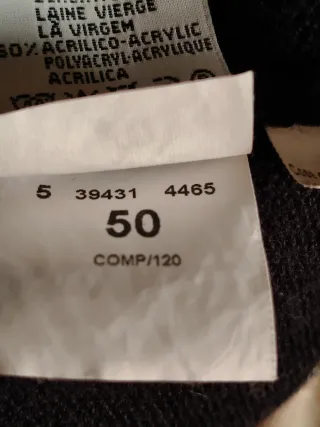 LAINE VIERGE
LÃ VIRGEM
50% ACRILICO-ACRYLIC
POLYACRYL-ACRYLIQUE
ACRILICA
5 39431 4465
50
COMP/120